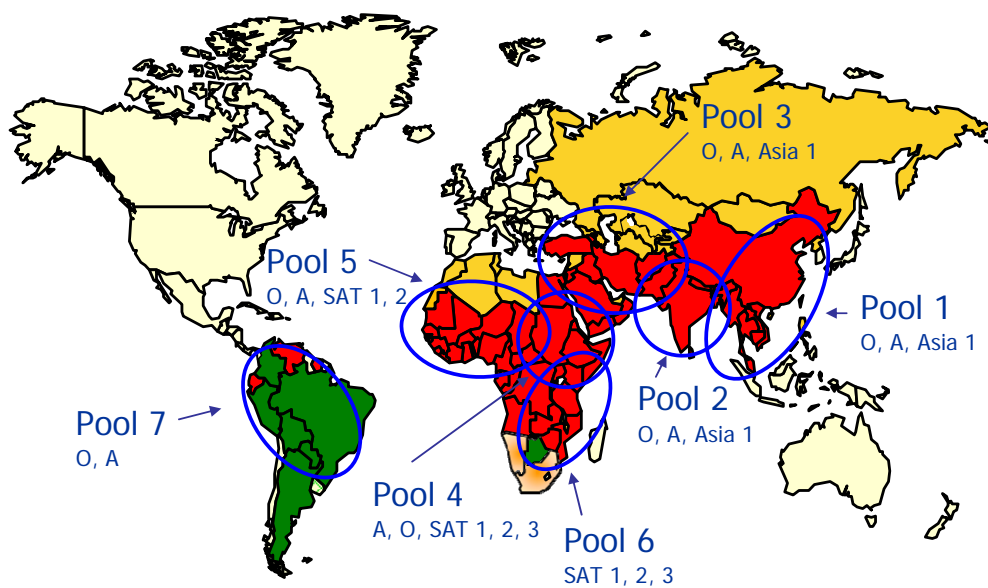 Pool 3
O, A, Asia 1
Pool 5
O, A, SAT 1, 2
Pool 1
O, A, Asia 1
Pool 2
O, A, Asia 1
Pool 7
O, A
Pool 4
A, O, SAT 1, 2, 3
Pool 6
SAT 1, 2, 3